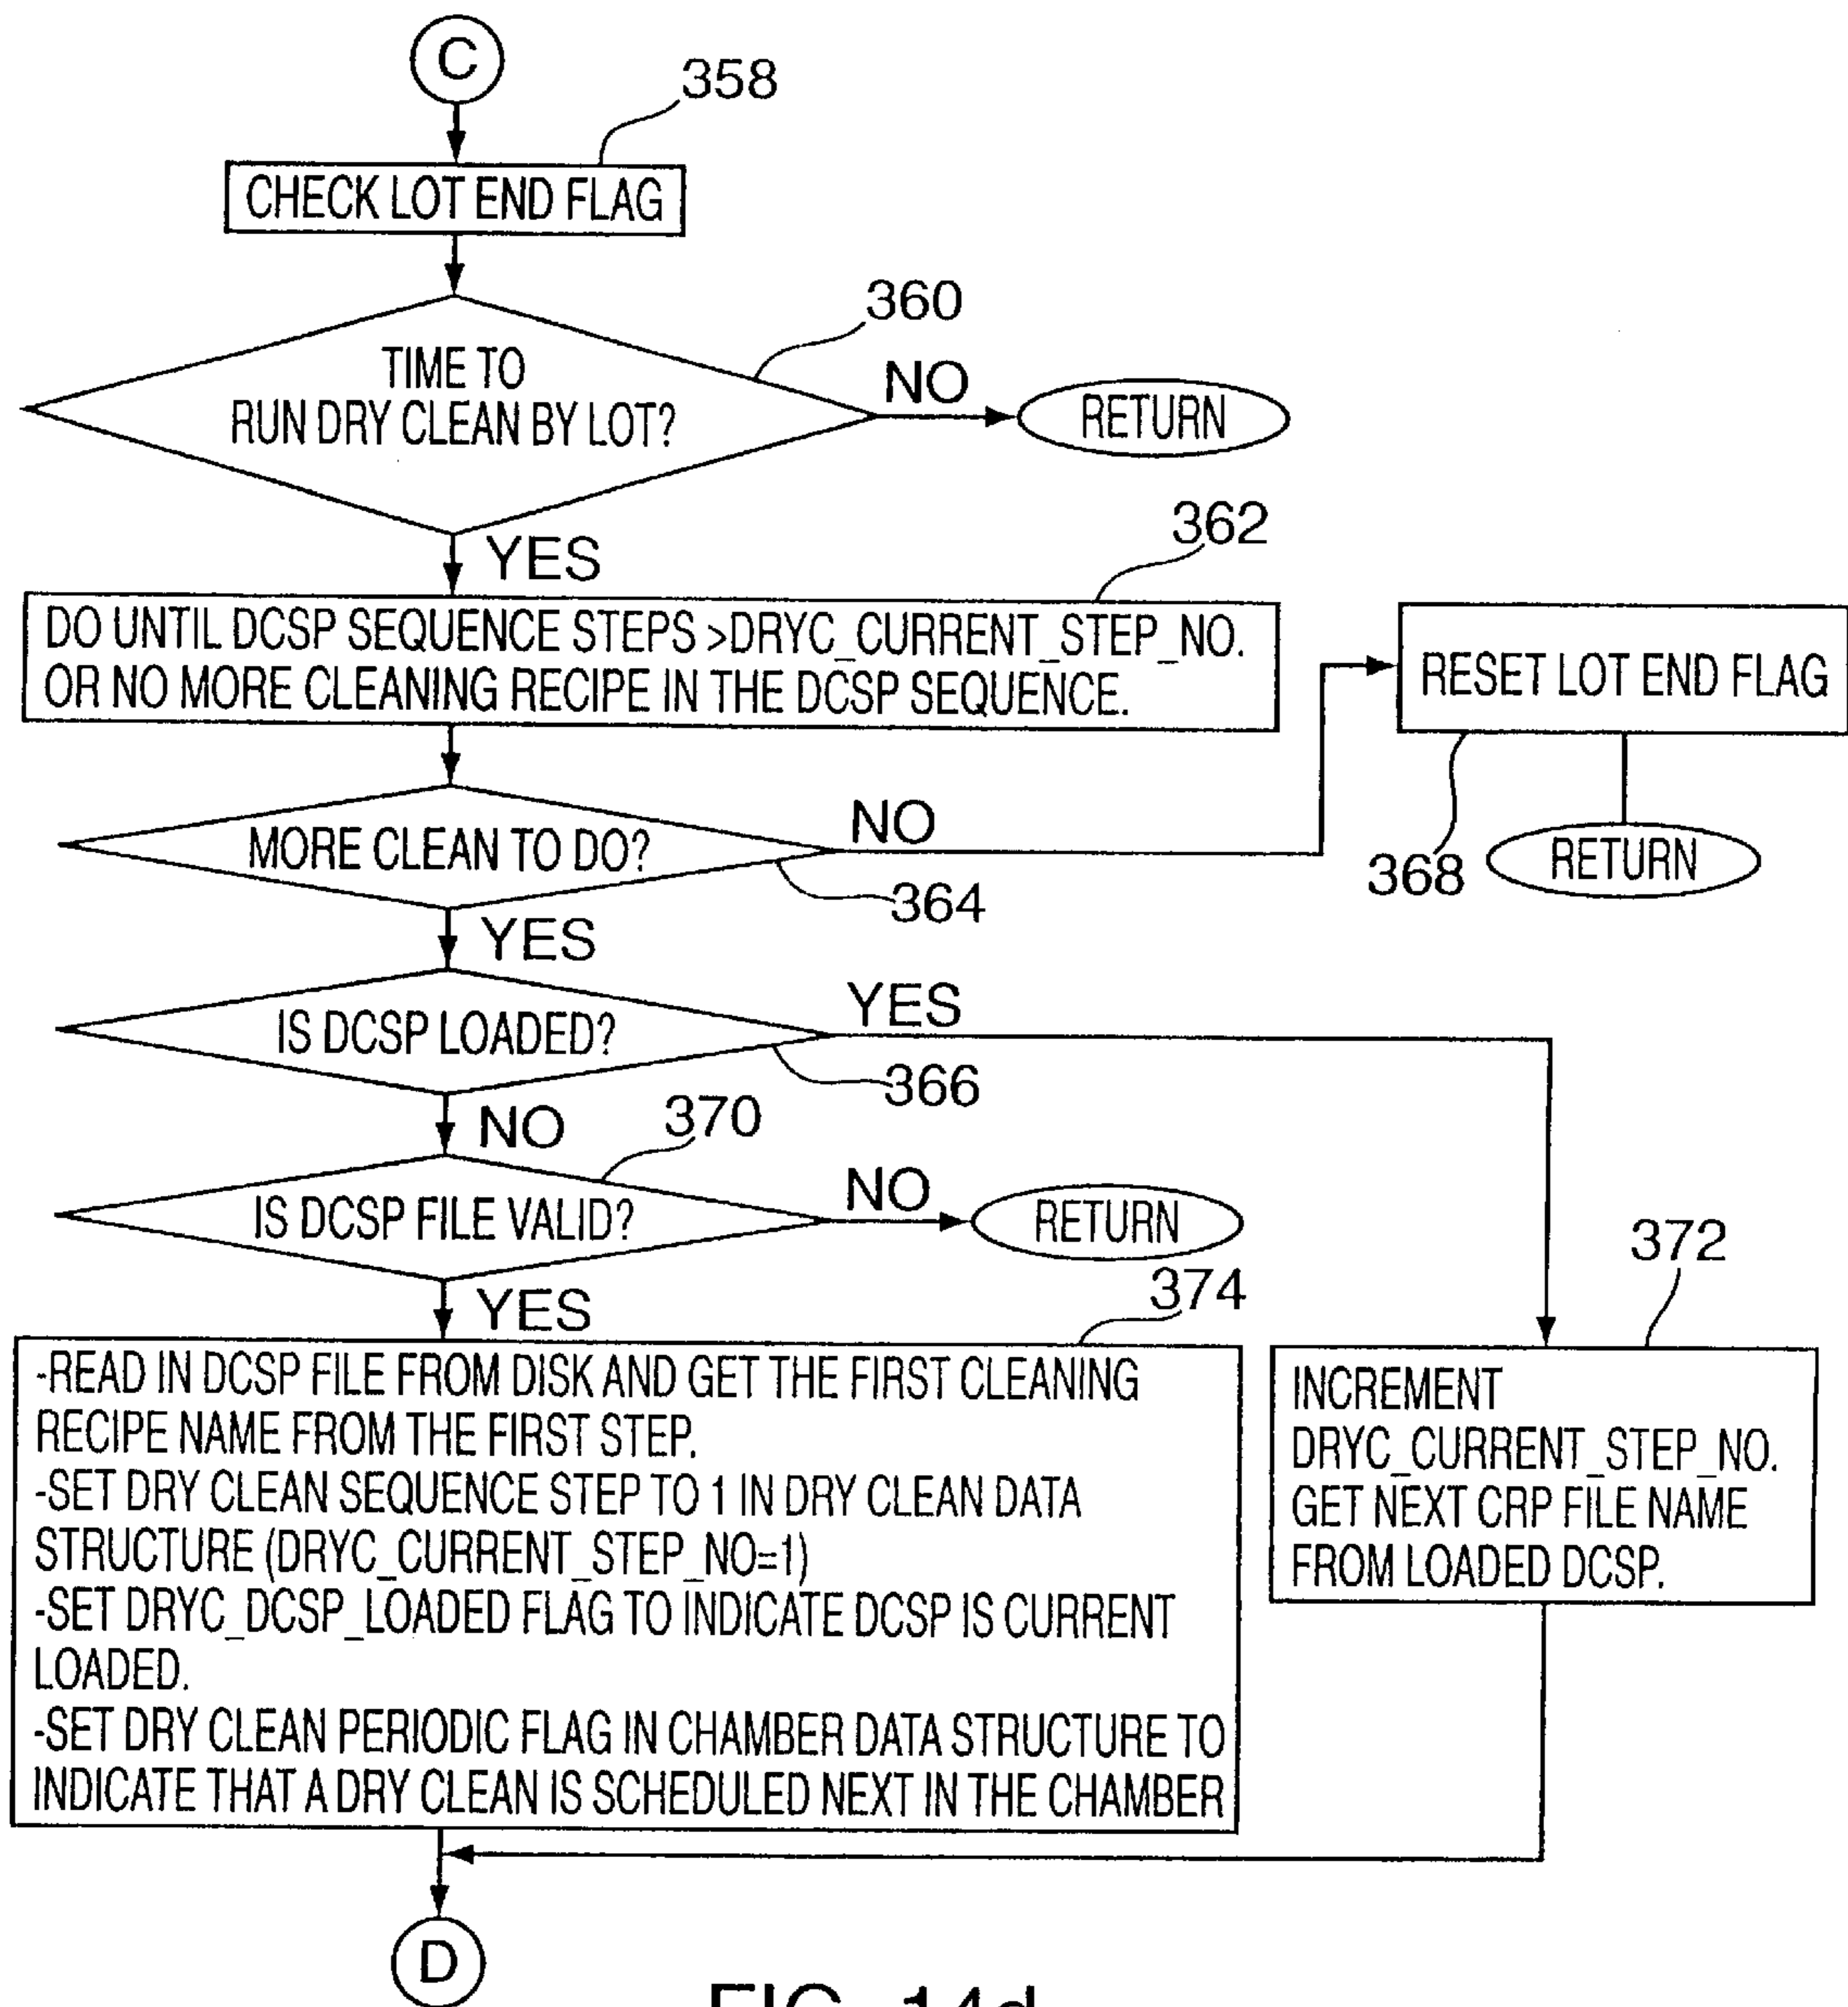 C
358
CHECK LOT END FLAG
360
TIME TO
RUN DRY CLEAN BY LOT?
NO
RETURN
YES
362
DO UNTIL DCSP SEQUENCE STEPS >DRYC_CURRENT_STEP_NO.
OR NO MORE CLEANING RECIPE IN THE DCSP SEQUENCE.
RESET LOT END FLAG
MORE CLEAN TO DO?
NO
364
368
RETURN
YES
IS DCSP LOADED?
YES
366
NO
370
IS DCSP FILE VALID?
NO
RETURN
372
YES
374
-READ IN DCSP FILE FROM DISK AND GET THE FIRST CLEANING
RECIPE NAME FROM THE FIRST STEP.
-SET DRY CLEAN SEQUENCE STEP TO 1 IN DRY CLEAN DATA
STRUCTURE (DRYC_CURRENT_STEP_NO=1)
-SET DRYC_DCSP_LOADED FLAG TO INDICATE DCSP IS CURRENT
LOADED.
-SET DRY CLEAN PERIODIC FLAG IN CHAMBER DATA STRUCTURE TO
INDICATE THAT A DRY CLEAN IS SCHEDULED NEXT IN THE CHAMBER
INCREMENT
DRYC_CURRENT_STEP_NO.
GET NEXT CRP FILE NAME
FROM LOADED DCSP.
D
FIG. 14d